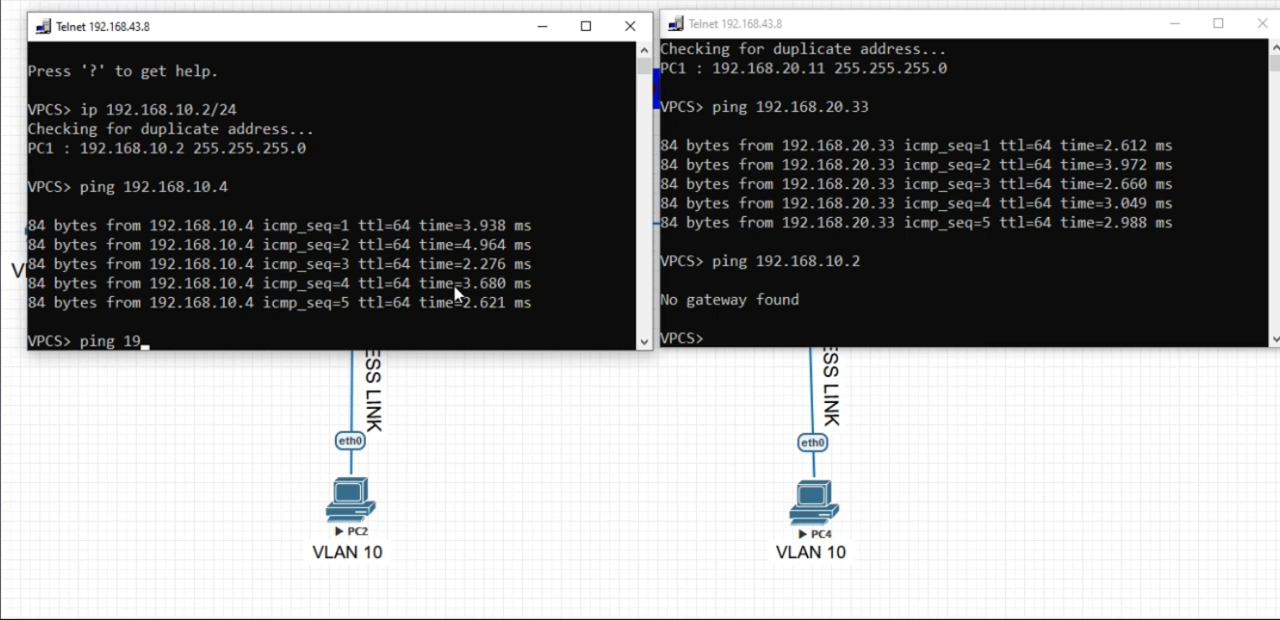 Telnet 192.168.43.8
Press '?' to get help.
VPCS> ip 192.168.10.2/24
Checking for duplicate address...
PC1 : 192.168.10.2 255.255.255.0
VPCS> ping 192.168.10.4
84 bytes from 192.168.10.4 icmp_seq=1 ttl=64 time=3.938 ms
84 bytes from 192.168.10.4 icmp_seq=2 ttl=64 time=4.964 ms
84 bytes from 192.168.10.4 icmp_seq=3 ttl=64 time=2.276 ms
84 bytes from 192.168.10.4 icmp_seq=4 ttl=64 time=3.680 ms
84 bytes from 192.168.10.4 icmp_seq=5 ttl=64 time=2.621 ms
VPCS> ping 19
Telnet 192.168.43.8
Checking for duplicate address...
PC1 : 192.168.20.11 255.255.255.0
VPCS> ping 192.168.20.33
84 bytes from 192.168.20.33 icmp_seq=1 ttl=64 time=2.612 ms
84 bytes from 192.168.20.33 icmp_seq=2 ttl=64 time=3.972 ms
84 bytes from 192.168.20.33 icmp_seq=3 ttl=64 time=2.660 ms
84 bytes from 192.168.20.33 icmp_seq=4 ttl=64 time=3.049 ms
84 bytes from 192.168.20.33 icmp_seq=5 ttl=64 time=2.988 ms
VPCS> ping 192.168.10.2
No gateway found
VPCS>
ESS LINK
eth0
PC2
VLAN 10
ESS LINK
eth0
PC4
VLAN 10